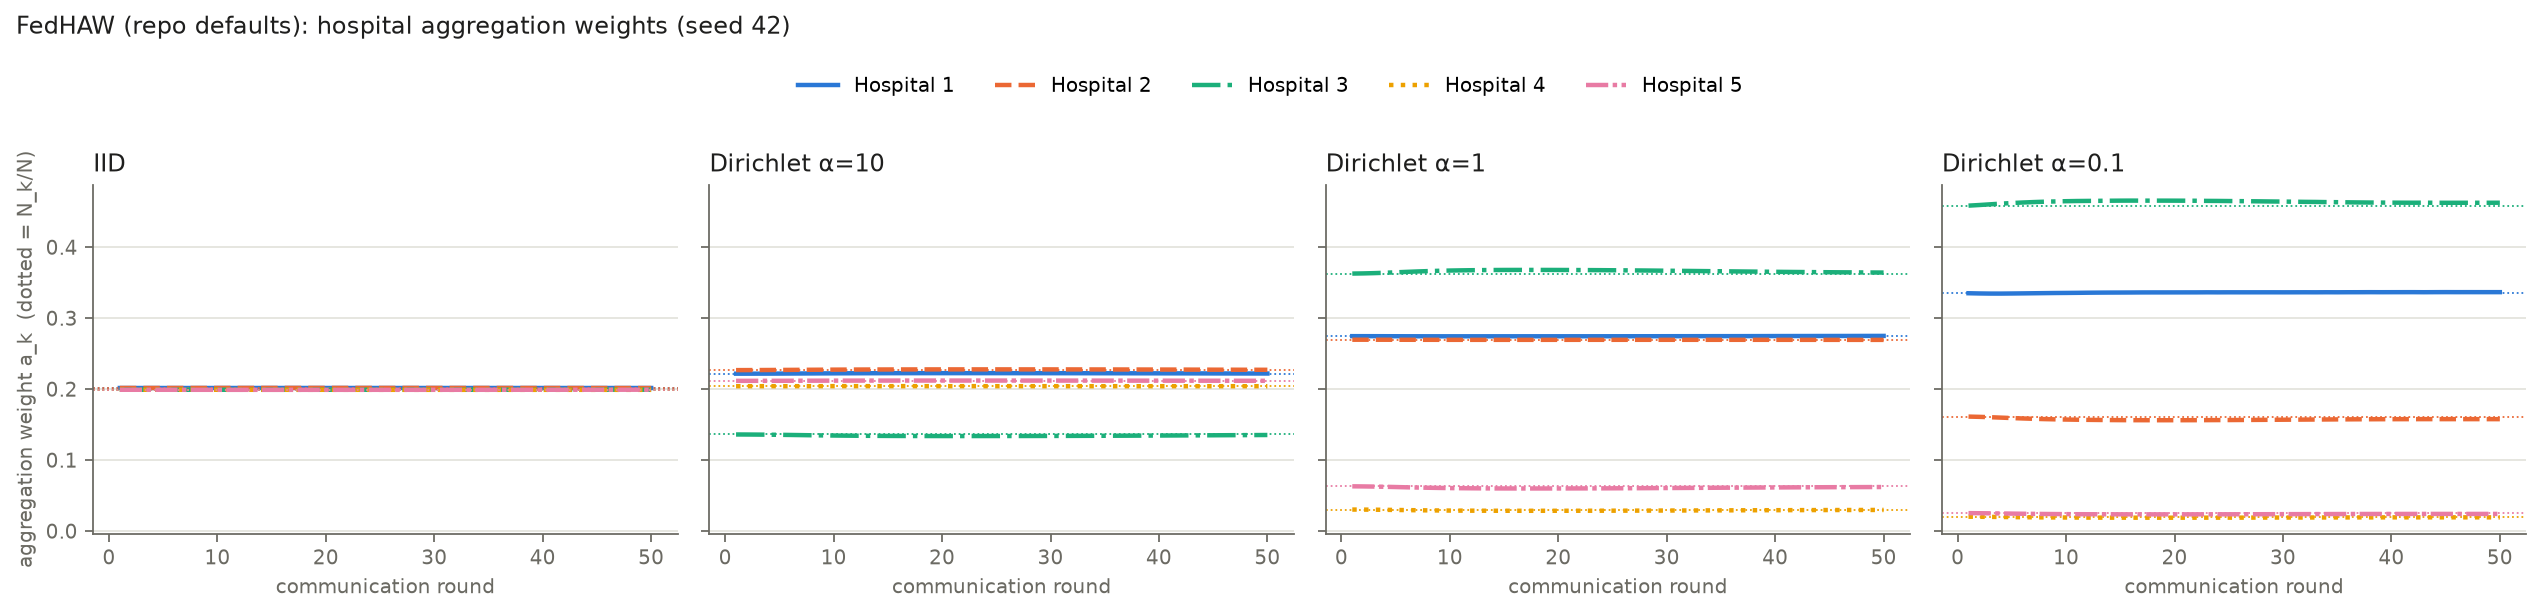 FedHAW (repo defaults): hospital aggregation weights (seed 42)
Hospital 1 Hospital 2 Hospital 3 Hospital 4 Hospital 5
aggregation weight a_k (dotted = N_k/N)
IID
0.4
0.3
0.2
0.1
0.0
0 10 20 30 40 50
communication round
Dirichlet α=10
0 10 20 30 40 50
communication round
Dirichlet α=1
0 10 20 30 40 50
communication round
Dirichlet α=0.1
0 10 20 30 40 50
communication round